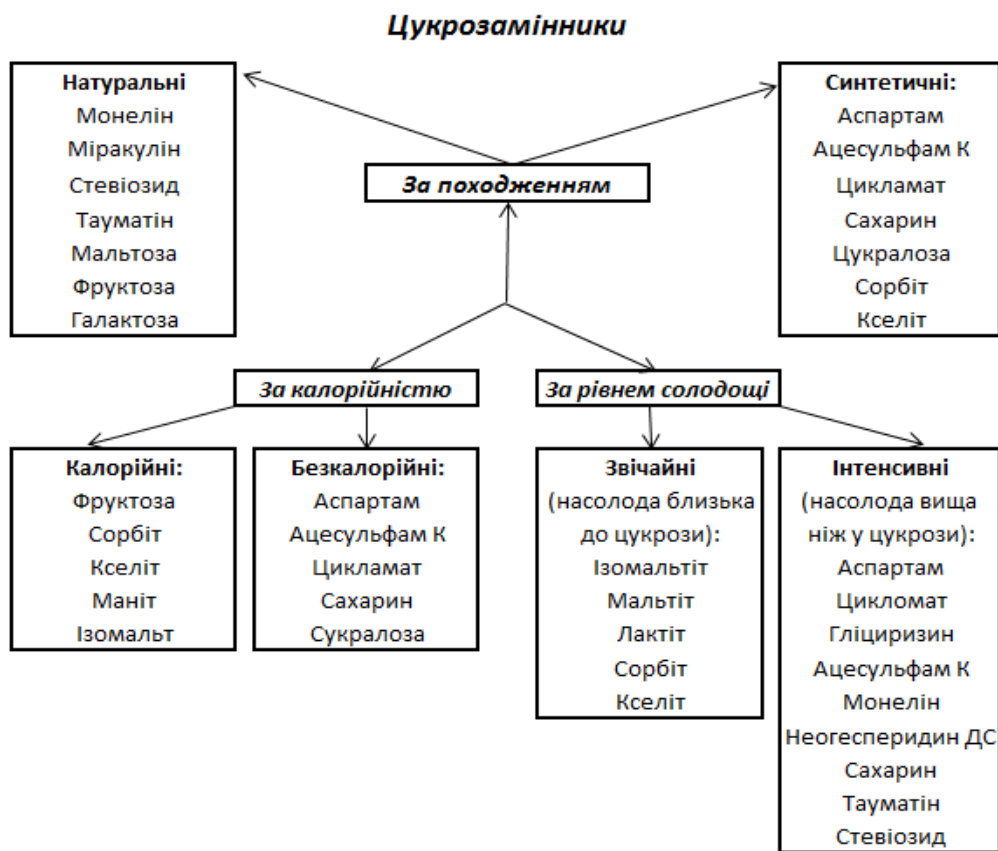 Цукрозамінники
Натуральні
Монелін
Міракулін
Стевіозид
Тауматін
Мальтоза
Фруктоза
Галактоза
Синтетичні:
Аспартам
Ацесульфам К
Цикламат
Сахарин
Цукралоза
Сорбіт
Кселіт
За походженням
За калорійністю
За рівнем солодощі
Калорійні:
Фруктоза
Сорбіт
Кселіт
Маніт
Ізомальт
Безкалорійні:
Аспартам
Ацесульфам К
Цикламат
Сахарин
Сукралоза
Звічайні
(насолода близька
до цукрози):
Ізомальтіт
Мальтіт
Лактіт
Сорбіт
Кселіт
Інтенсивні
(насолода вища
ніж у цукрози):
Аспартам
Цикломат
Гліциризин
Ацесульфам К
Монелін
Неогесперидин ДС
Сахарин
Тауматін
Стевіозид